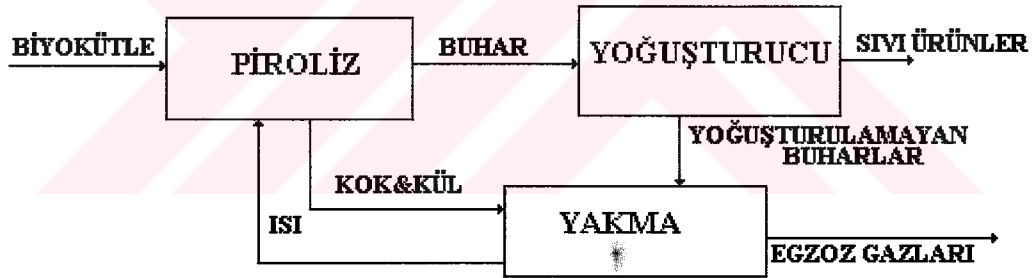 BİYOKÜTLE
PİROLİZ
BUHAR
YOĞUŞTURUCU
SIVI ÜRÜNLER
YOĞUŞTURULAMAYAN
BUHARLAR
KOK&KÜL
ISI
YAKMA
EGZOZ GAZLARI